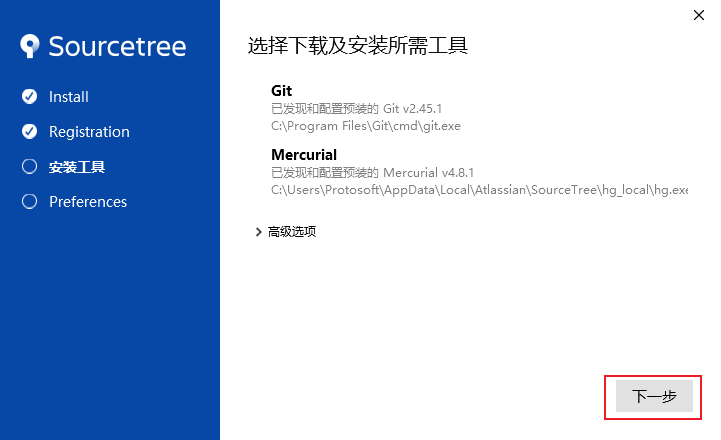 Sourcetree
Install
Registration
安装工具
Preferences
选择下载及安装所需工具
Git
已发现和配置预装的 Git v2.45.1
C:\Program Files\Git\cmd\git.exe
Mercurial
已发现和配置预装的 Mercurial v4.8.1
C:\Users\Protosoft\AppData\Local\Atlassian\SourceTree\hg_local\hg.exe
高级选项
下一步